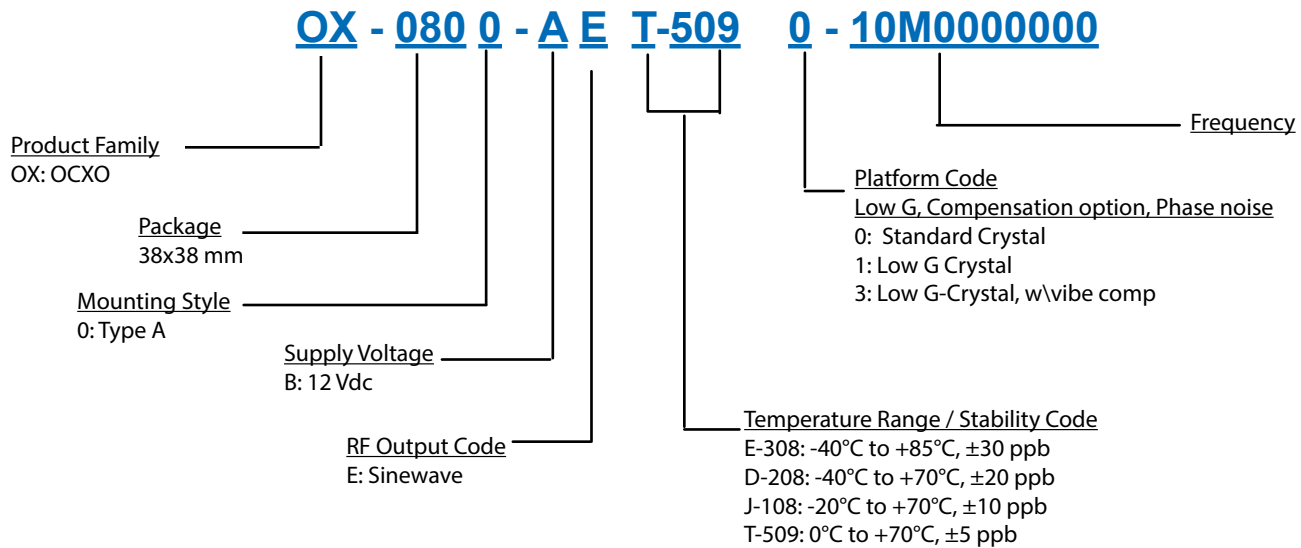 OX - 080 0 - A E T-509 0 - 10M0000000
Frequency
Product Family
OX: OCXO
Platform Code
Low G, Compensation option, Phase noise
0: Standard Crystal
1: Low G Crystal
3: Low G-Crystal, w\vibe comp
Package
38x38 mm
Mounting Style
0: Type A
Supply Voltage
B: 12 Vdc
RF Output Code
E: Sinewave
Temperature Range / Stability Code
E-308: -40°C to +85°C, ±30 ppb
D-208: -40°C to +70°C, ±20 ppb
J-108: -20°C to +70°C, ±10 ppb
T-509: 0°C to +70°C, ±5 ppb